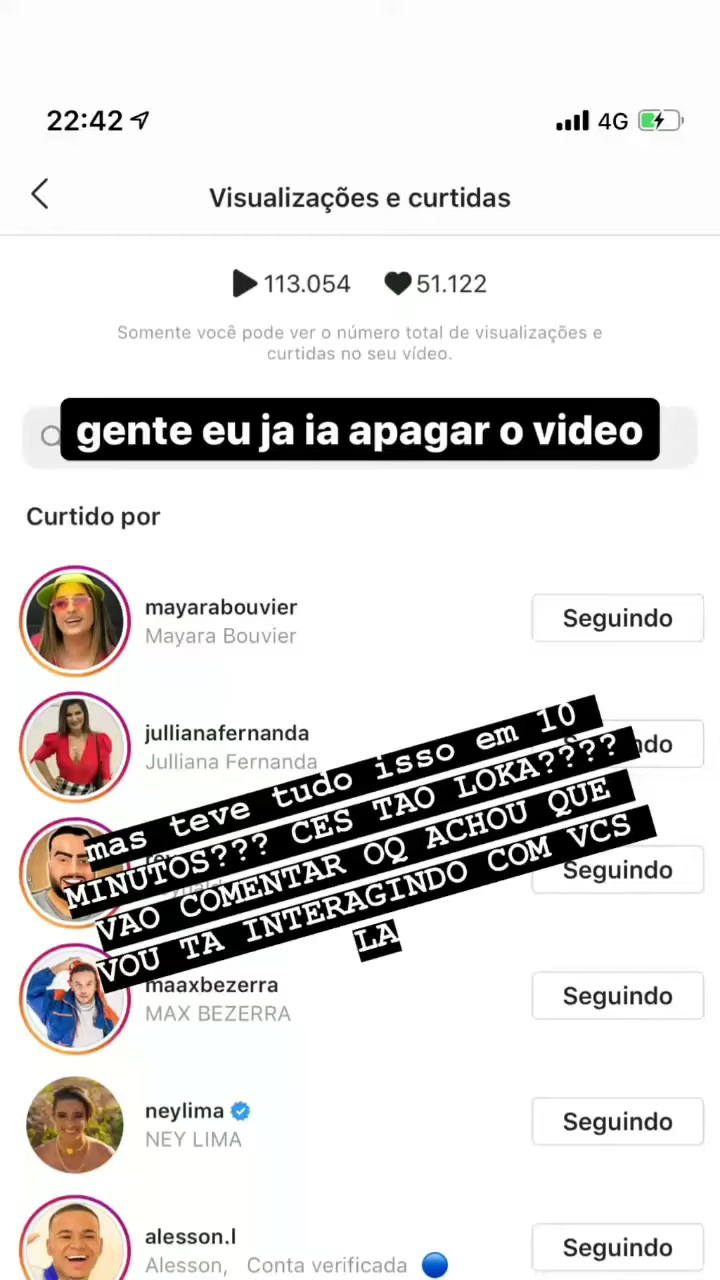 22:42
4G
Visualizações e curtidas
113.054 51.122
Somente você pode ver o número total de visualizações e
curtidas no seu vídeo.
gente eu ja ia apagar o video
Curtido por
mayarabouvier
Mayara Bouvier
Seguindo
jullianafernanda
Julliana Fernanda
mas teve tudo isso em 10
MINUTOS??? CES TAO LOKA????
VAO COMENTAR OQ ACHOU QUE
VOU TA INTERAGINDO COM VCS
LA
Seguindo
maaxbezerra
MAX BEZERRA
Seguindo
neylima
NEY LIMA
Seguindo
alesson.l
Alesson, Conta verificada
Seguindo